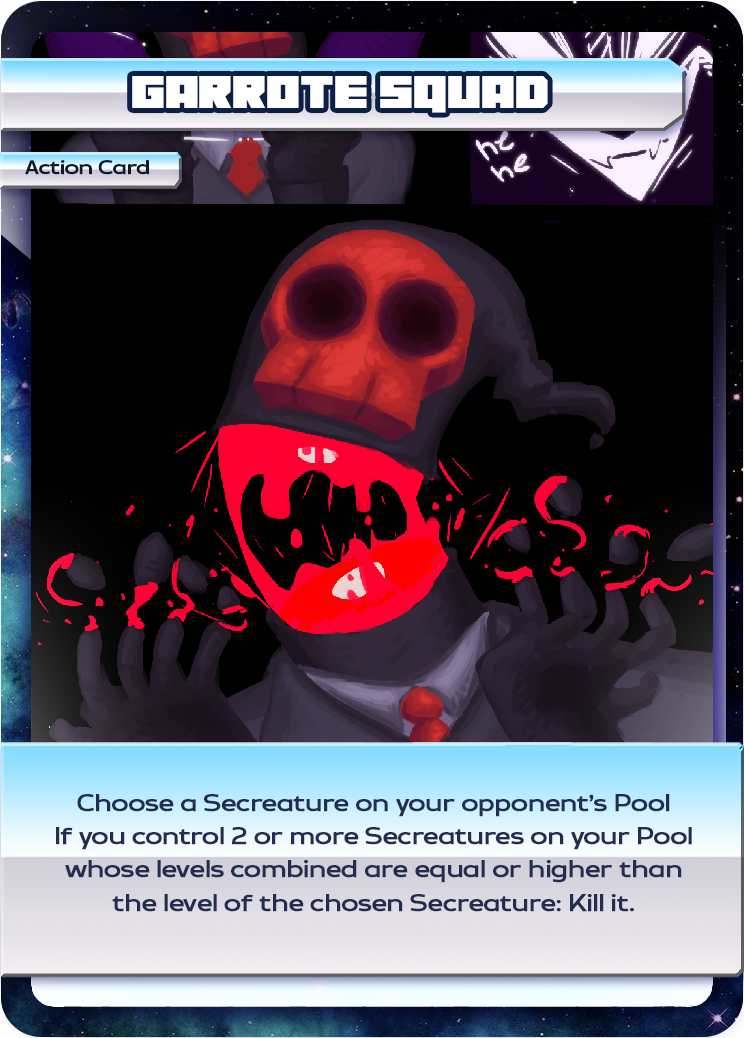 GARROTE SQUAD
he
he
Action Card
Choose a Secreature on your opponent's Pool
If you control 2 or more Secreatures on your Pool
whose levels combined are equal or higher than
the level of the chosen Secreature: Kill it.